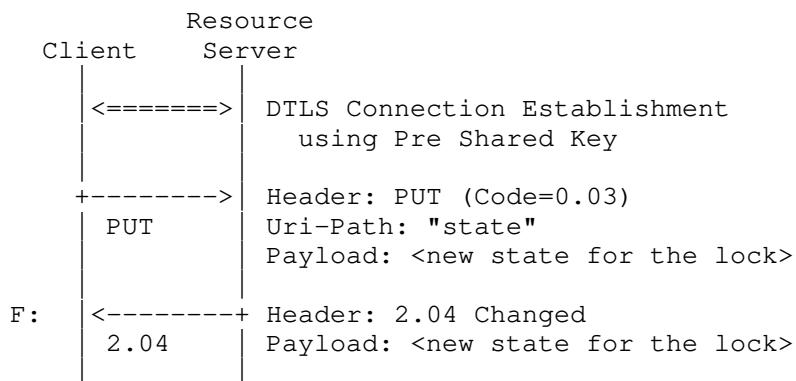 Resource
Client Server
<=======> DTLS Connection Establishment
using Pre Shared Key
+--------> Header: PUT (Code=0.03)
PUT Uri-Path: "state"
Payload: <new state for the lock>
F: <--------+ Header: 2.04 Changed
2.04 Payload: <new state for the lock>